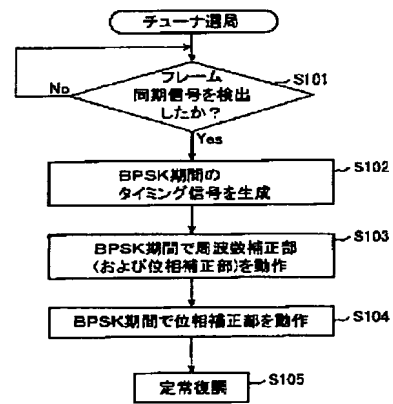 チューナ選局
フレーム
同期信号を検出
したか？
S101
No
Yes
BPSK期間の
タイミング信号を生成
S102
BPSK期間で周波数補正部
(および位相補正部)を動作
S103
BPSK期間で位相補正部を動作
S104
定常復調
S105